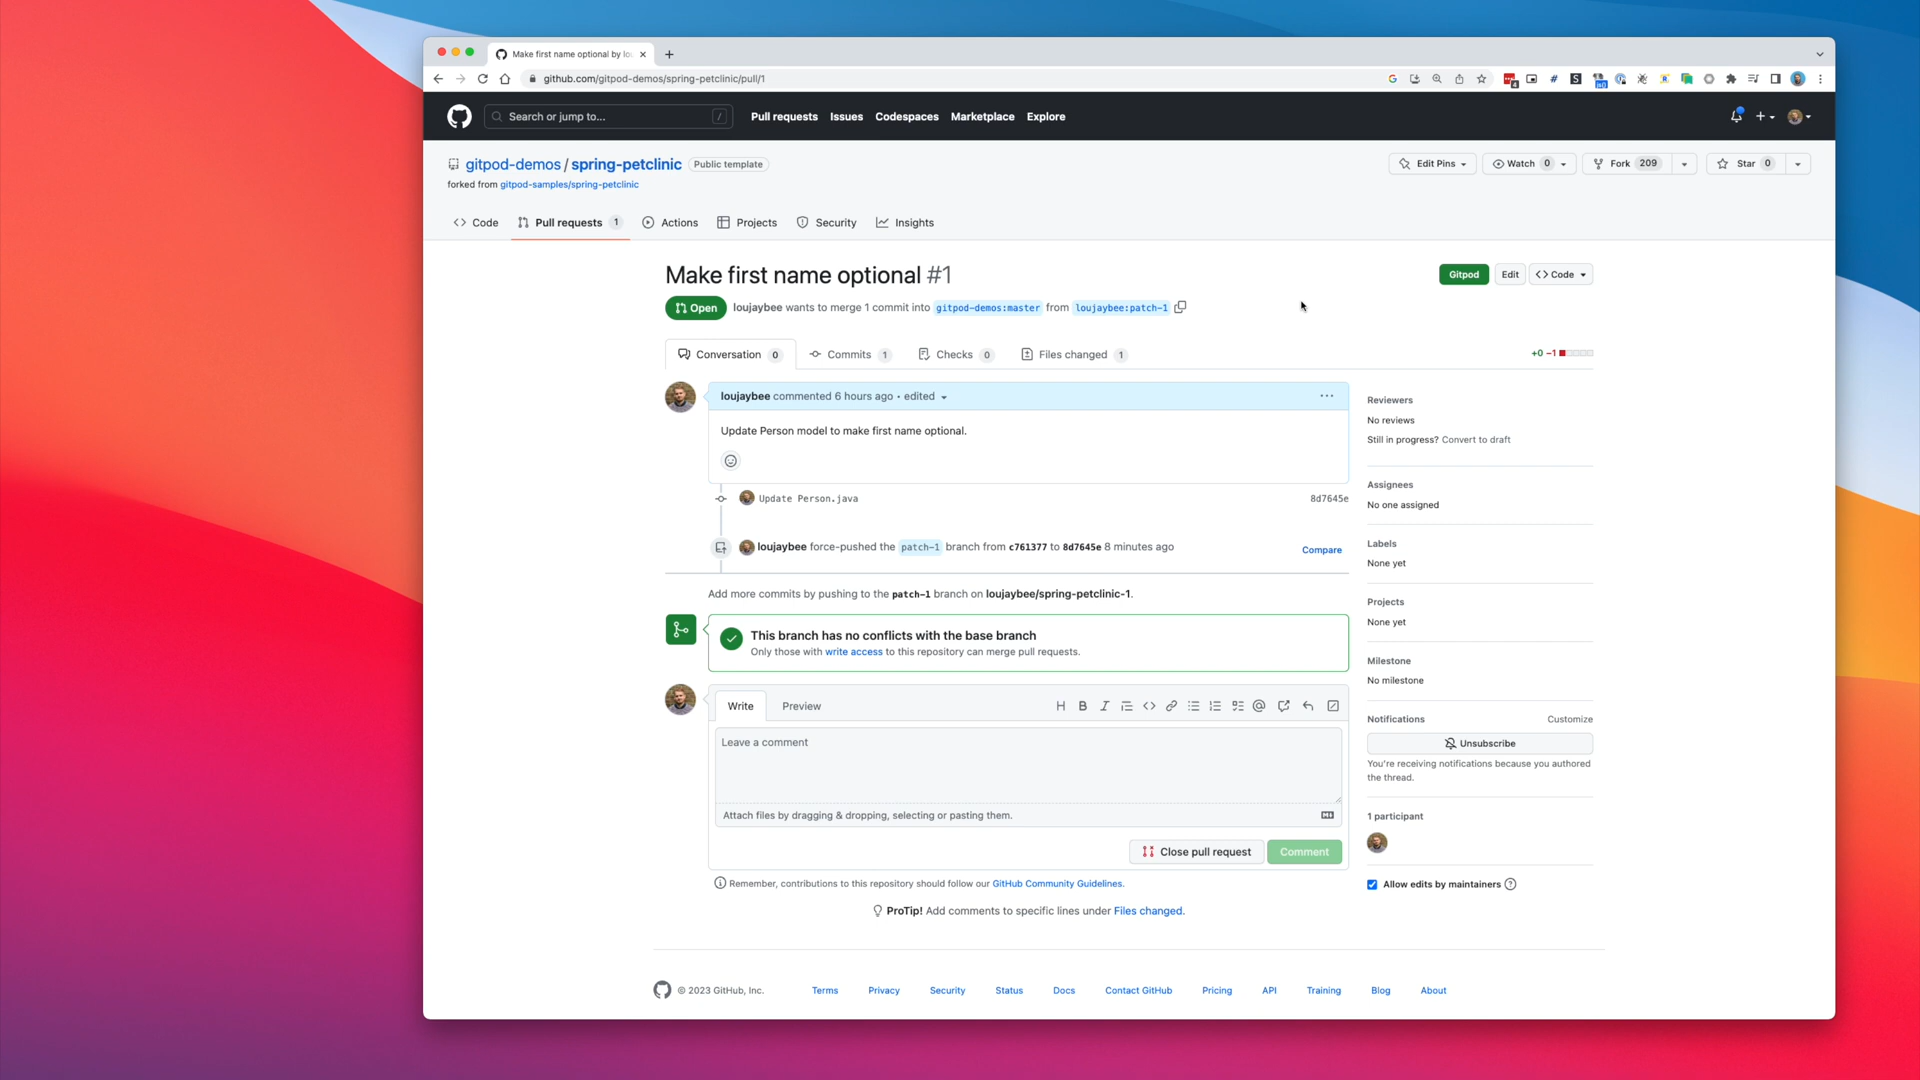 Make first name optional by lo
github.com/gitpod-demos/spring-petclinic/pull/1
Search or jump to... /
Pull requests Issues Codespaces Marketplace Explore
gitpod-demos / spring-petclinic Public template
Edit Pins Watch 0 Fork 209 Star 0
forked from gitpod-samples/spring-petclinic
Code Pull requests 1 Actions Projects Security Insights
Make first name optional #1
Gitpod Edit Code
Open loujaybee wants to merge 1 commit into gitpod-demos:master from loujaybee:patch-1
Conversation 0 Commits 1 Checks 0 Files changed 1
+0 −1
loujaybee commented 6 hours ago • edited
Update Person model to make first name optional.
Update Person.java 8d7645e
loujaybee force-pushed the patch-1 branch from c761377 to 8d7645e 8 minutes ago
Compare
Add more commits by pushing to the patch-1 branch on loujaybee/spring-petclinic-1.
This branch has no conflicts with the base branch
Only those with write access to this repository can merge pull requests.
Write Preview
Leave a comment
Attach files by dragging & dropping, selecting or pasting them.
Close pull request Comment
Remember, contributions to this repository should follow our GitHub Community Guidelines.
ProTip! Add comments to specific lines under Files changed.
Reviewers
No reviews
Still in progress? Convert to draft
Assignees
No one assigned
Labels
None yet
Projects
None yet
Milestone
No milestone
Notifications Customize
Unsubscribe
You're receiving notifications because you authored
the thread.
1 participant
Allow edits by maintainers
© 2023 GitHub, Inc. Terms Privacy Security Status Docs Contact GitHub Pricing API Training Blog About